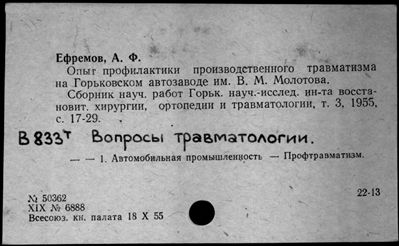 Ефремов, А. Ф.
Опыт профилактики производственного травматизма
на Горьковском автозаводе им. В. М. Молотова.
Сборник науч. работ Горьк. науч.-исслед. ин-та восста-
новит. хирургии, ортопедии и травматологии, т. 3, 1955,
с. 17-29.
В 833т Вопросы травматологии.
— — 1. Автомобильная промышленность — Профтравматизм.
№ 50362
22-13
XIX № 6888
Всесоюз. кн. палата 18 X 55